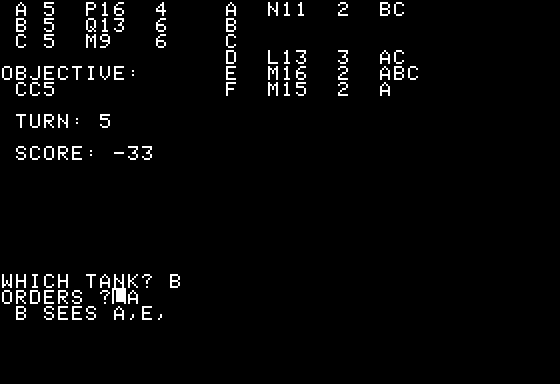 A 5 P16 4 A N11 2 BC
B 5 Q13 6 B
C 5 M9 6 C
D L13 3 AC
OBJECTIVE: E M16 2 ABC
CC5 F M15 2 A
TURN: 5
SCORE: -33
WHICH TANK? B
ORDERS ? A
B SEES A,E,